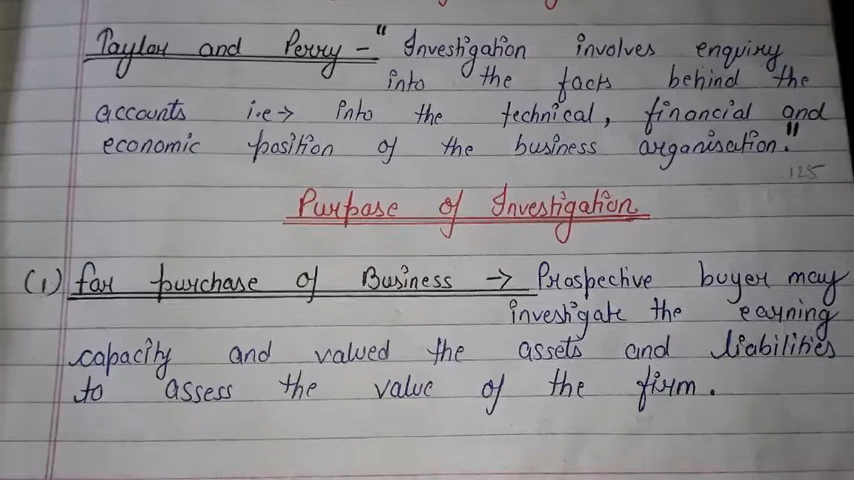 Taylor and Perry - " Investigation involves enquiry
into the facts behind the
accounts i.e → into the technical, financial and
economic position of the business organisation."
125
Purpose of Investigation
(1) for purchase of Business → Prospective buyer may
investigate the earning
capacity and valued the assets and liabilities
to assess the value of the firm.